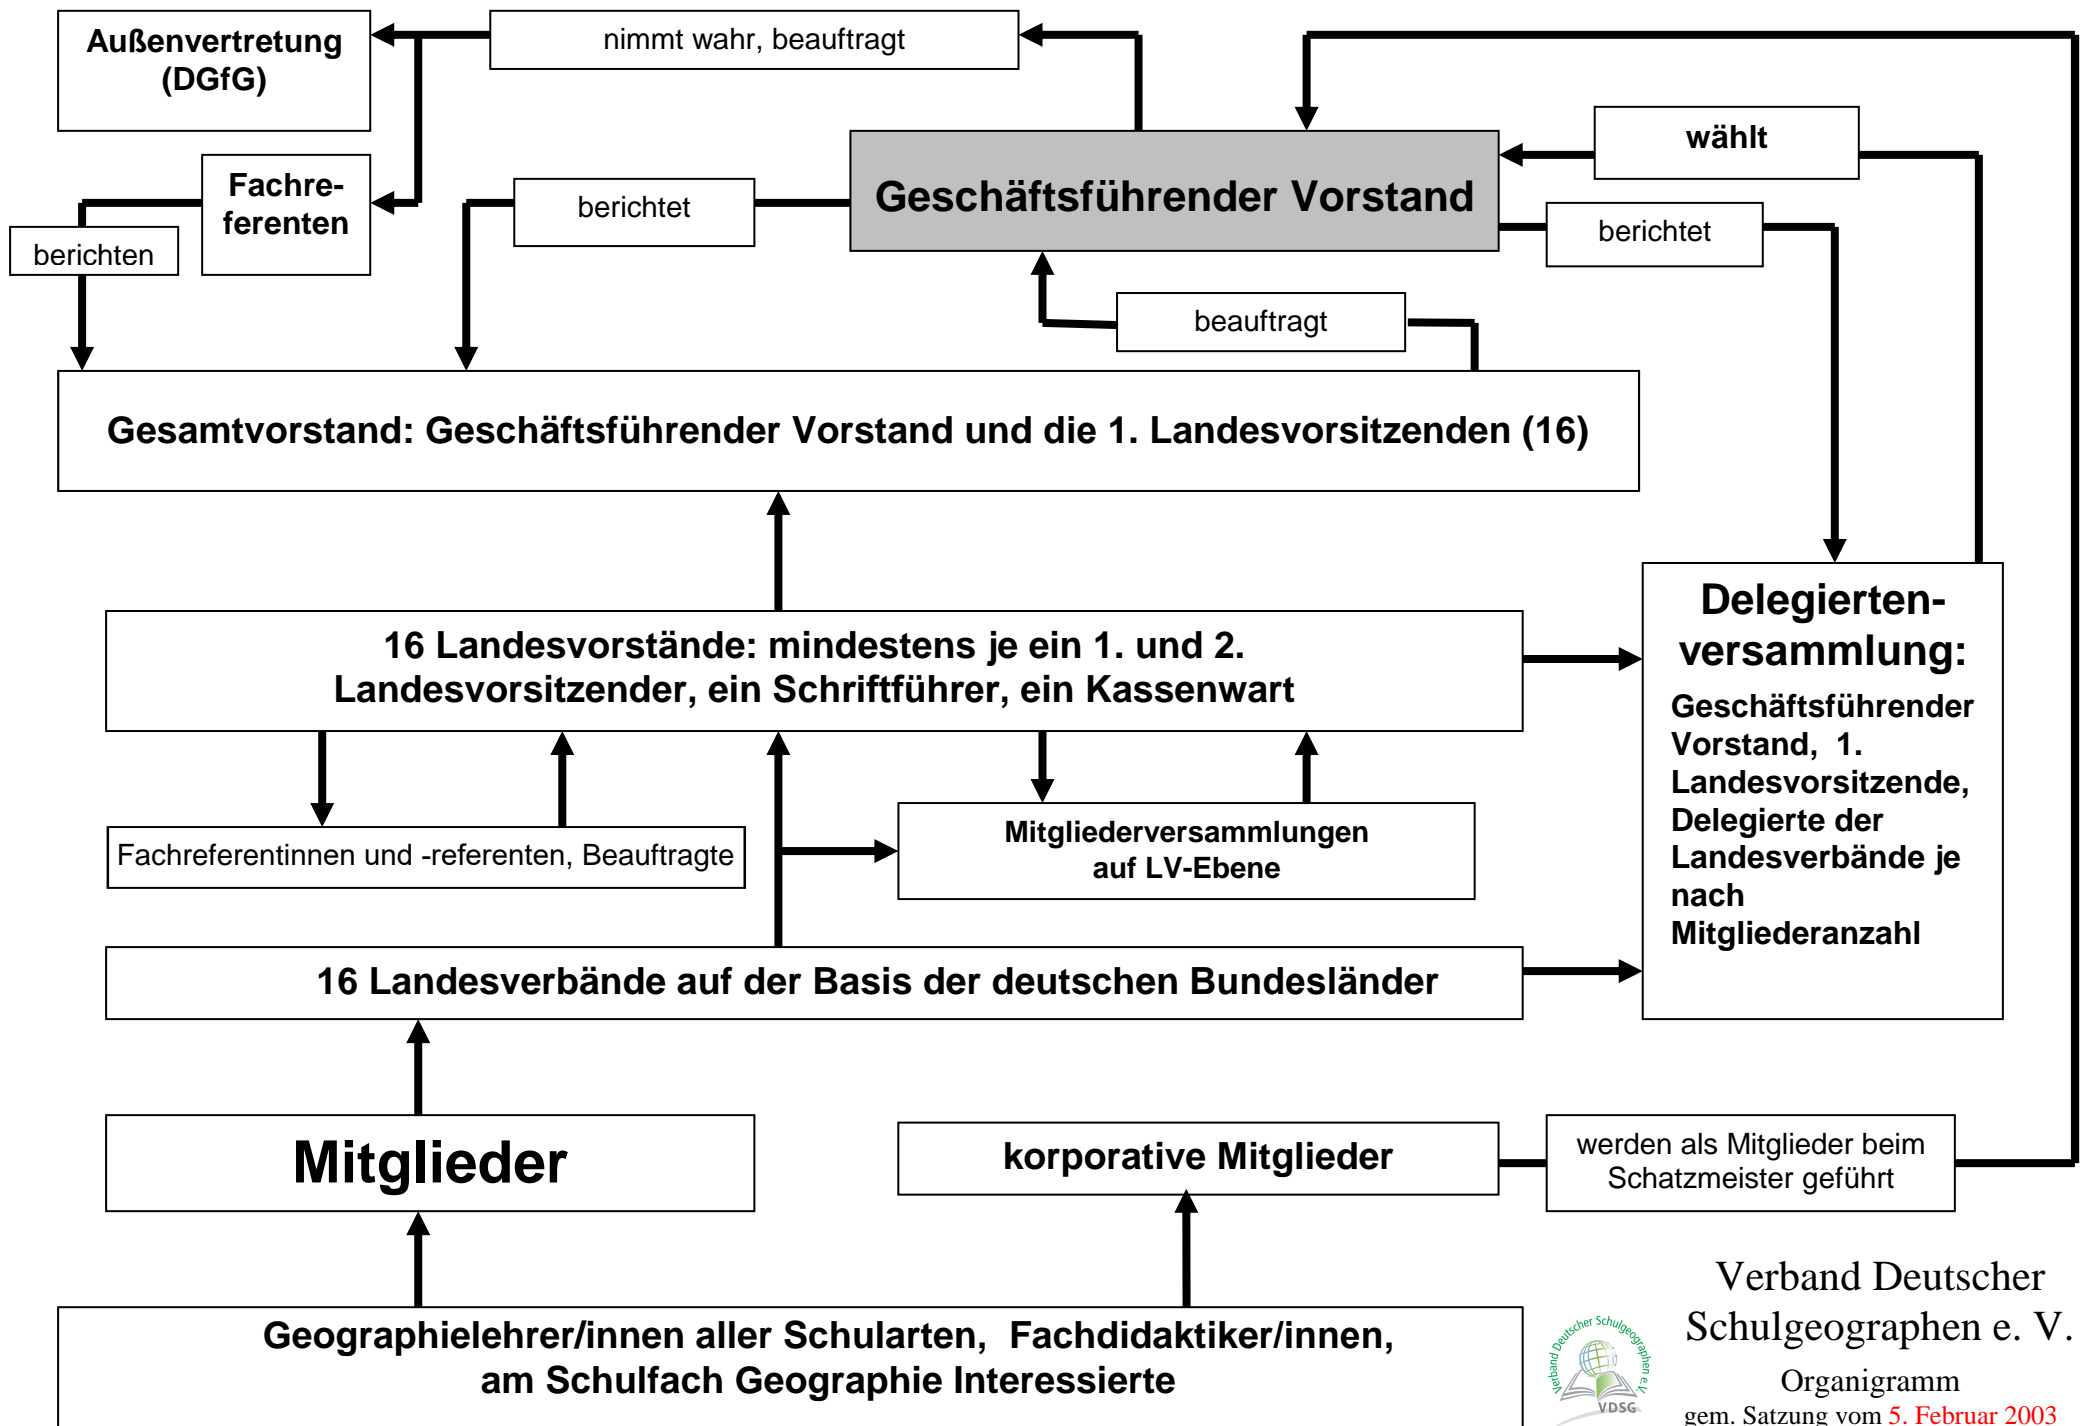 Außenvertretung
(DGfG)
nimmt wahr, beauftragt
wählt
Geschäftsführender Vorstand
Fachre-
ferenten
berichtet
berichtet
berichten
beauftragt
Gesamtvorstand: Geschäftsführender Vorstand und die 1. Landesvorsitzenden (16)
16 Landesvorstände: mindestens je ein 1. und 2.
Landesvorsitzender, ein Schriftführer, ein Kassenwart
Delegierten-
versammlung:
Geschäftsführender
Vorstand, 1.
Landesvorsitzende,
Delegierte der
Landesverbände je
nach
Mitgliederanzahl
Fachreferentinnen und -referenten, Beauftragte
Mitgliederversammlungen
auf LV-Ebene
16 Landesverbände auf der Basis der deutschen Bundesländer
Mitglieder
korporative Mitglieder
werden als Mitglieder beim
Schatzmeister geführt
Geographielehrer/innen aller Schularten, Fachdidaktiker/innen,
am Schulfach Geographie Interessierte
Verband Deutscher Schulgeographen e.V.
VDSG
Verband Deutscher
Schulgeographen e. V.
Organigramm
gem. Satzung vom 5. Februar 2003